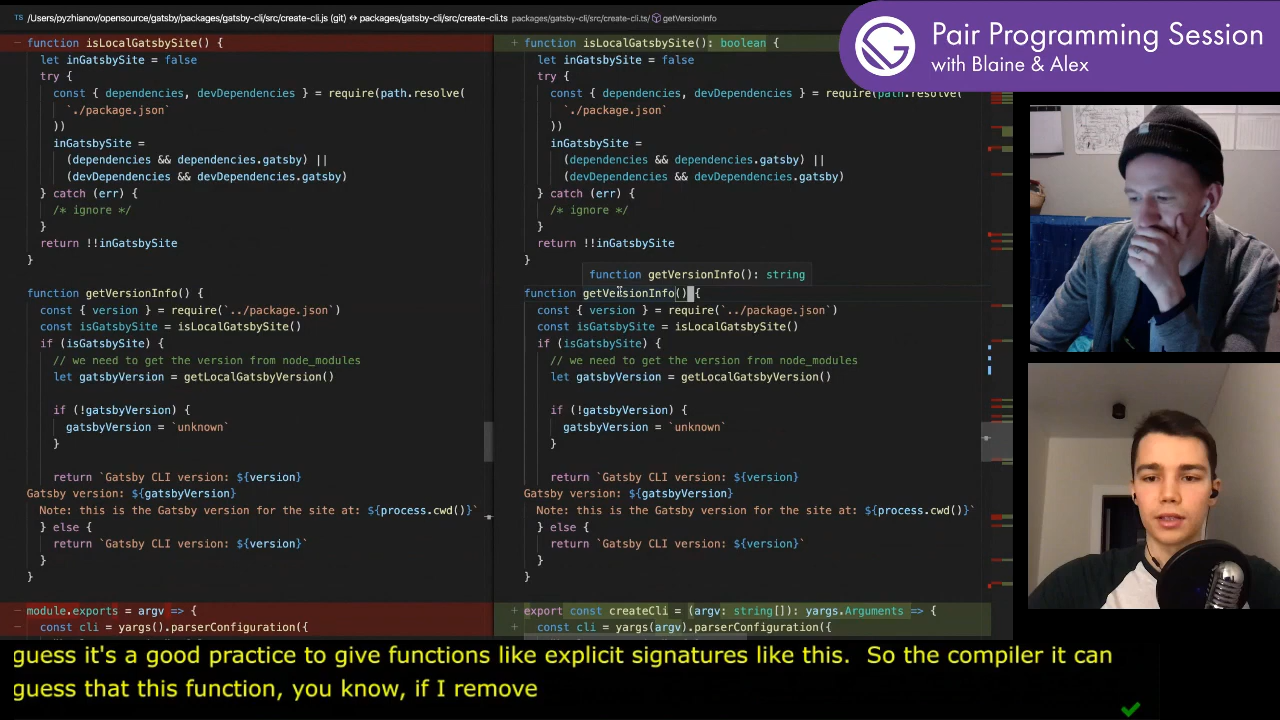 TS /Users/pyzhianov/opensource/gatsby/packages/gatsby-cli/src/create-cli.js (git) ↔ packages/gatsby-cli/src/create-cli.ts packages/gatsby-cli/src/create-cli.ts/ getVersionInfo
Pair Programming Session
with Blaine & Alex
− function isLocalGatsbySite() {
let inGatsbySite = false
try {
const { dependencies, devDependencies } = require(path.resolve(
`./package.json`
))
inGatsbySite =
(dependencies && dependencies.gatsby) ||
(devDependencies && devDependencies.gatsby)
} catch (err) {
/* ignore */
}
return !!inGatsbySite
}
function getVersionInfo() {
const { version } = require(`../package.json`)
const isGatsbySite = isLocalGatsbySite()
if (isGatsbySite) {
// we need to get the version from node_modules
let gatsbyVersion = getLocalGatsbyVersion()
if (!gatsbyVersion) {
gatsbyVersion = `unknown`
}
return `Gatsby CLI version: ${version}
Gatsby version: ${gatsbyVersion}
Note: this is the Gatsby version for the site at: ${process.cwd()}`
} else {
return `Gatsby CLI version: ${version}`
}
}
− module.exports = argv => {
− const cli = yargs().parserConfiguration({
+ function isLocalGatsbySite(): boolean {
let inGatsbySite = false
try {
const { dependencies, devDependencies } = require(path.resolve(
`./package.json`
))
inGatsbySite =
(dependencies && dependencies.gatsby) ||
(devDependencies && devDependencies.gatsby)
} catch (err) {
/* ignore */
}
return !!inGatsbySite
}
function getVersionInfo(): string
function getVersionInfo() {
const { version } = require(`../package.json`)
const isGatsbySite = isLocalGatsbySite()
if (isGatsbySite) {
// we need to get the version from node_modules
let gatsbyVersion = getLocalGatsbyVersion()
if (!gatsbyVersion) {
gatsbyVersion = `unknown`
}
return `Gatsby CLI version: ${version}
Gatsby version: ${gatsbyVersion}
Note: this is the Gatsby version for the site at: ${process.cwd()}`
} else {
return `Gatsby CLI version: ${version}`
}
}
+ export const createCli = (argv: string[]): yargs.Arguments => {
+ const cli = yargs(argv).parserConfiguration({
guess it's a good practice to give functions like explicit signatures like this. So the compiler it can
guess that this function, you know, if I remove